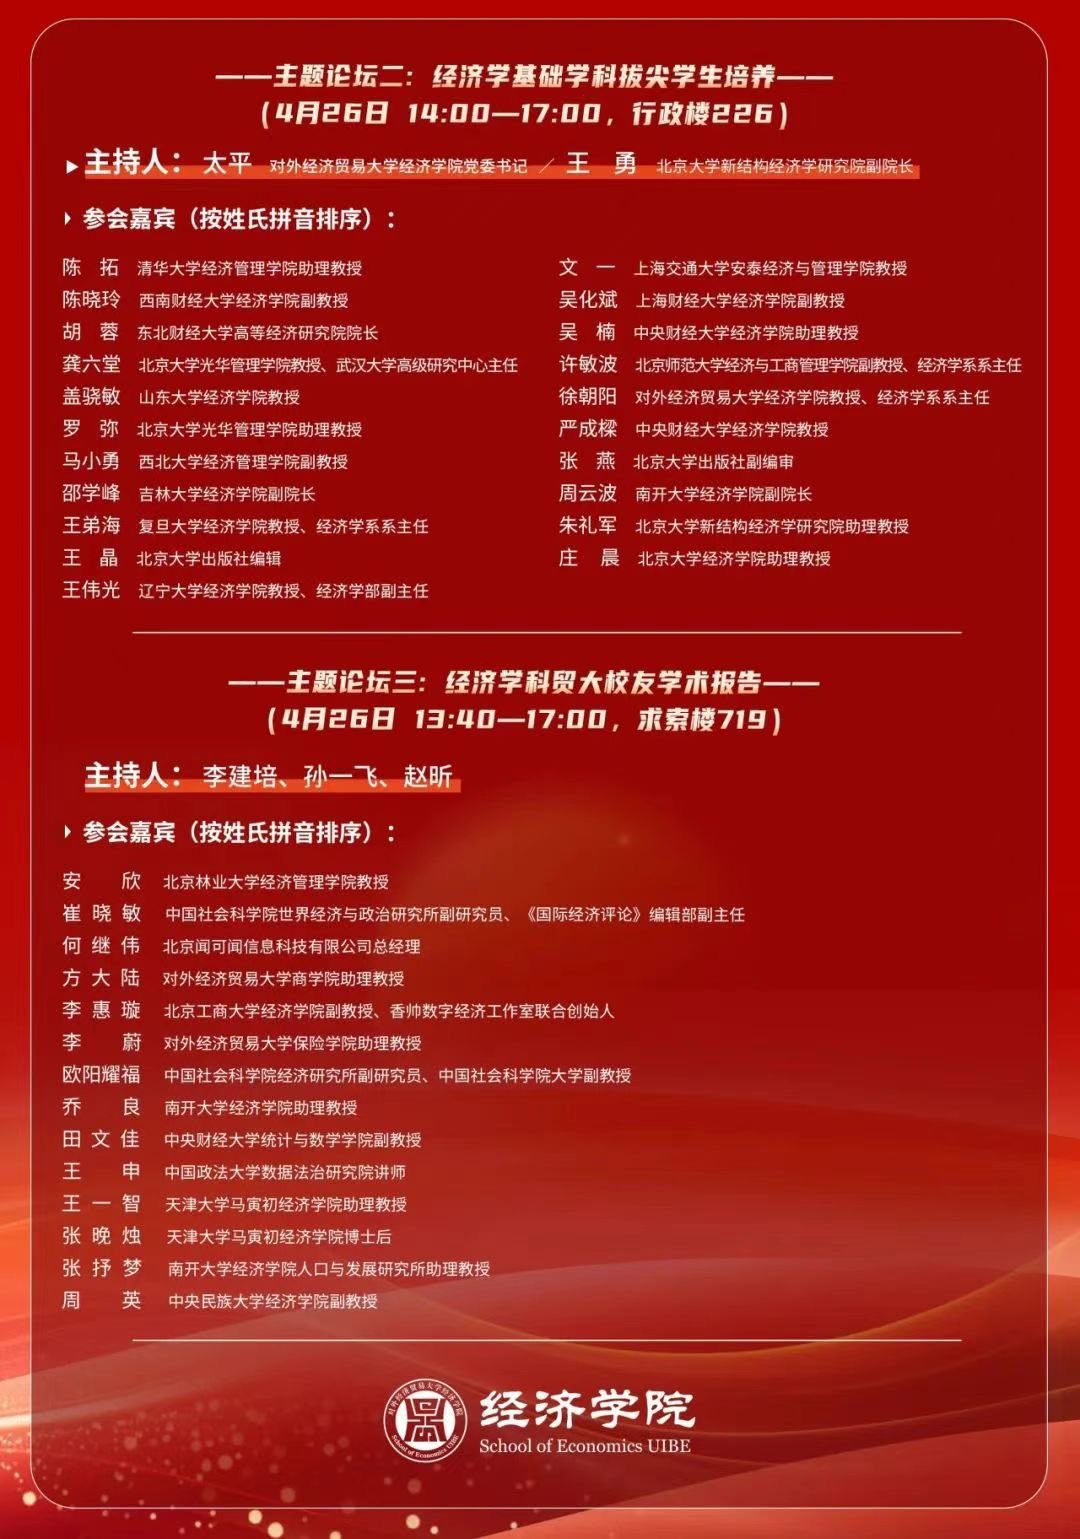 ——主题论坛二：经济学基础学科拔尖学生培养——
(4月26日 14:00—17:00，行政楼226)
主持人： 太平 对外经济贸易大学经济学院党委书记 / 王 勇 北京大学新结构经济学研究院副院长
参会嘉宾（按姓氏拼音排序）：
陈 拓 清华大学经济管理学院助理教授
陈晓玲 西南财经大学经济学院副教授
胡 蓉 东北财经大学高等经济研究院院长
龚六堂 北京大学光华管理学院教授、武汉大学高级研究中心主任
盖骁敏 山东大学经济学院教授
罗 弥 北京大学光华管理学院助理教授
马小勇 西北大学经济管理学院副教授
邵学峰 吉林大学经济学院副院长
王弟海 复旦大学经济学院教授、经济学系系主任
王 晶 北京大学出版社编辑
王伟光 辽宁大学经济学院教授、经济学部副主任
文 一 上海交通大学安泰经济与管理学院教授
吴化斌 上海财经大学经济学院副教授
吴 楠 中央财经大学经济学院助理教授
许敏波 北京师范大学经济与工商管理学院副教授、经济学系系主任
徐朝阳 对外经济贸易大学经济学院教授、经济学系系主任
严成樑 中央财经大学经济学院教授
张 燕 北京大学出版社副编审
周云波 南开大学经济学院副院长
朱礼军 北京大学新结构经济学研究院助理教授
庄 晨 北京大学经济学院助理教授
——主题论坛三：经济学科贸大校友学术报告——
(4月26日 13:40—17:00，求索楼719)
主持人： 李建培、孙一飞、赵昕
参会嘉宾（按姓氏拼音排序）：
安 欣 北京林业大学经济管理学院教授
崔晓敏 中国社会科学院世界经济与政治研究所副研究员、《国际经济评论》编辑部副主任
何继伟 北京闻可闻信息科技有限公司总经理
方大陆 对外经济贸易大学商学院助理教授
李惠璇 北京工商大学经济学院副教授、香帅数字经济工作室联合创始人
李 蔚 对外经济贸易大学保险学院助理教授
欧阳耀福 中国社会科学院经济研究所副研究员、中国社会科学院大学副教授
乔 良 南开大学经济学院助理教授
田文佳 中央财经大学统计与数学学院副教授
王 申 中国政法大学数据法治研究院讲师
王一智 天津大学马寅初经济学院助理教授
张晚烛 天津大学马寅初经济学院博士后
张抒梦 南开大学经济学院人口与发展研究所助理教授
周 英 中央民族大学经济学院副教授
对外经济贸易大学经济学院
School of Economics UIBE
经济学院
School of Economics UIBE